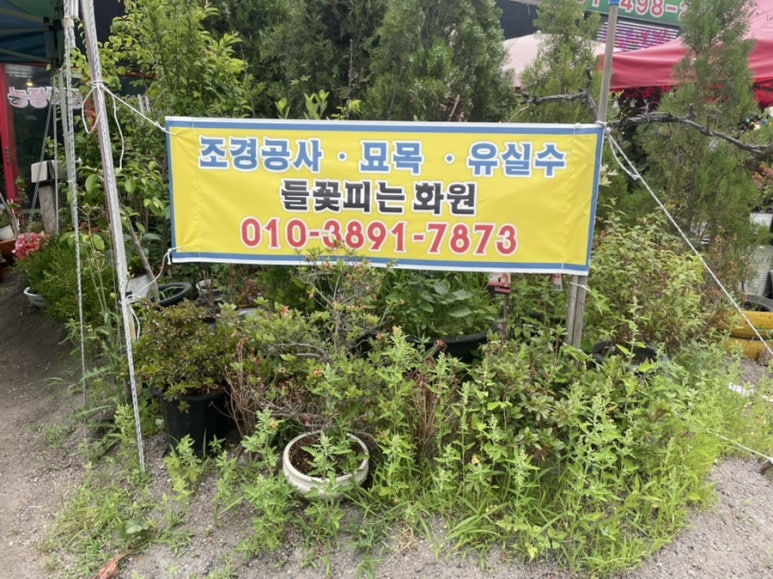 조경공사 · 묘목 · 유실수
들꽃피는 화원
010-3891-7873